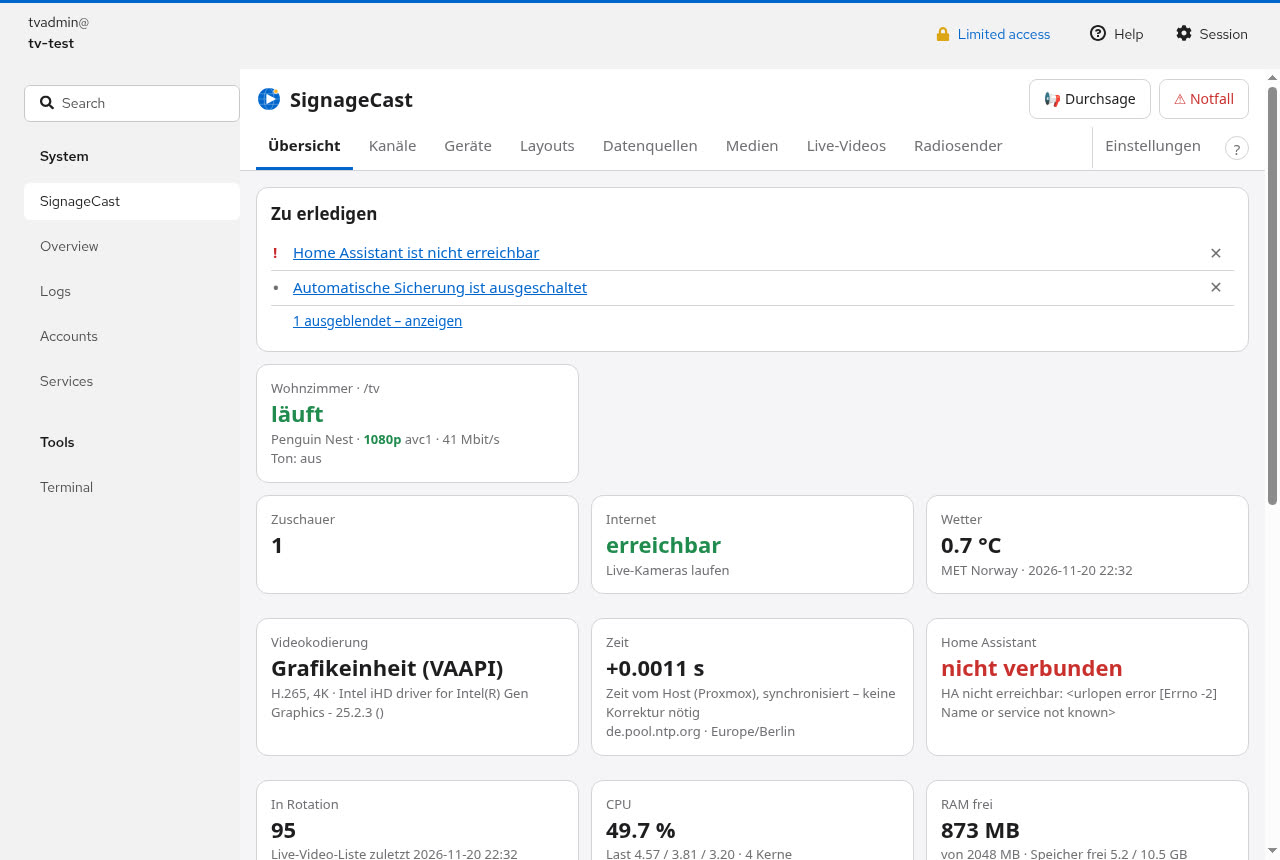 tvadmin@
tv-test
Limited access
Help
Session
Search
System
SignageCast
Overview
Logs
Accounts
Services
Tools
Terminal
SignageCast
Durchsage
⚠ Notfall
Übersicht
Kanäle
Geräte
Layouts
Datenquellen
Medien
Live-Videos
Radiosender
Einstellungen
?
Zu erledigen
! Home Assistant ist nicht erreichbar ✕
• Automatische Sicherung ist ausgeschaltet ✕
1 ausgeblendet – anzeigen
Wohnzimmer · /tv
läuft
Penguin Nest · 1080p avc1 · 41 Mbit/s
Ton: aus
Zuschauer
1
Internet
erreichbar
Live-Kameras laufen
Wetter
0.7 °C
MET Norway · 2026-11-20 22:32
Videokodierung
Grafikeinheit (VAAPI)
H.265, 4K · Intel iHD driver for Intel(R) Gen
Graphics - 25.2.3 ()
Zeit
+0.0011 s
Zeit vom Host (Proxmox), synchronisiert – keine
Korrektur nötig
de.pool.ntp.org · Europe/Berlin
Home Assistant
nicht verbunden
HA nicht erreichbar: <urlopen error [Errno -2]
Name or service not known>
In Rotation
95
Live-Video-Liste zuletzt 2026-11-20 22:32
CPU
49.7 %
Last 4.57 / 3.81 / 3.20 · 4 Kerne
RAM frei
873 MB
von 2048 MB · Speicher frei 5.2 / 10.5 GB